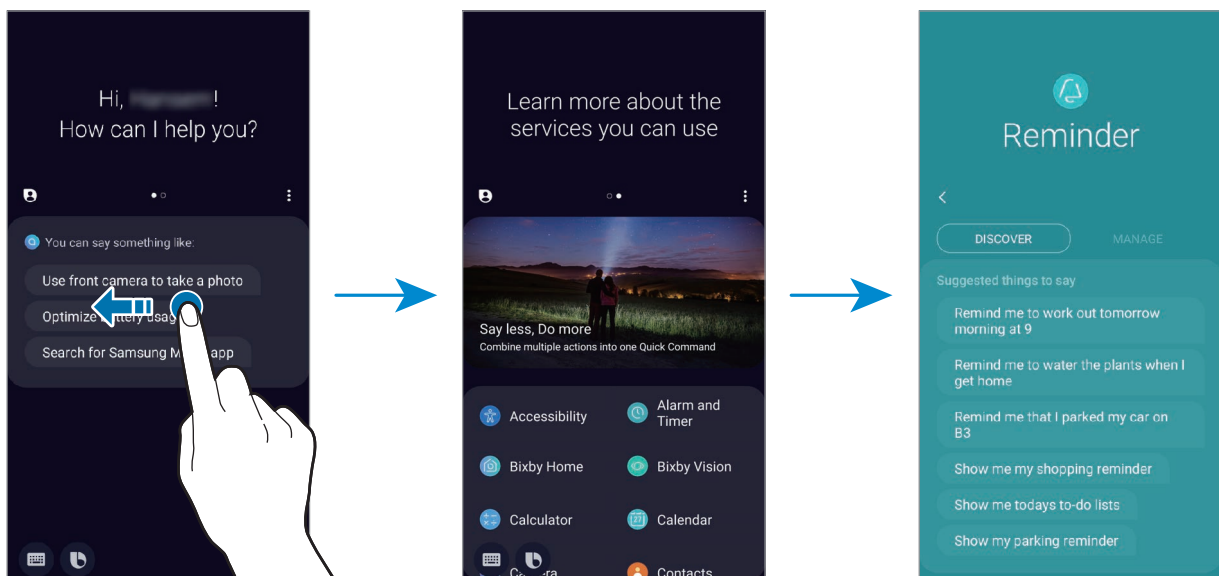 Hi, !
How can I help you?
You can say something like:
Use front camera to take a photo
Optimize battery usag
Search for Samsung M app
Learn more about the
services you can use
Say less, Do more
Combine multiple actions into one Quick Command
Accessibility
Alarm and
Timer
Bixby Home
Bixby Vision
Calculator
Calendar
Contacts
Reminder
DISCOVER
MANAGE
Suggested things to say
Remind me to work out tomorrow
morning at 9
Remind me to water the plants when I
get home
Remind me that I parked my car on
B3
Show me my shopping reminder
Show me todays to-do lists
Show my parking reminder